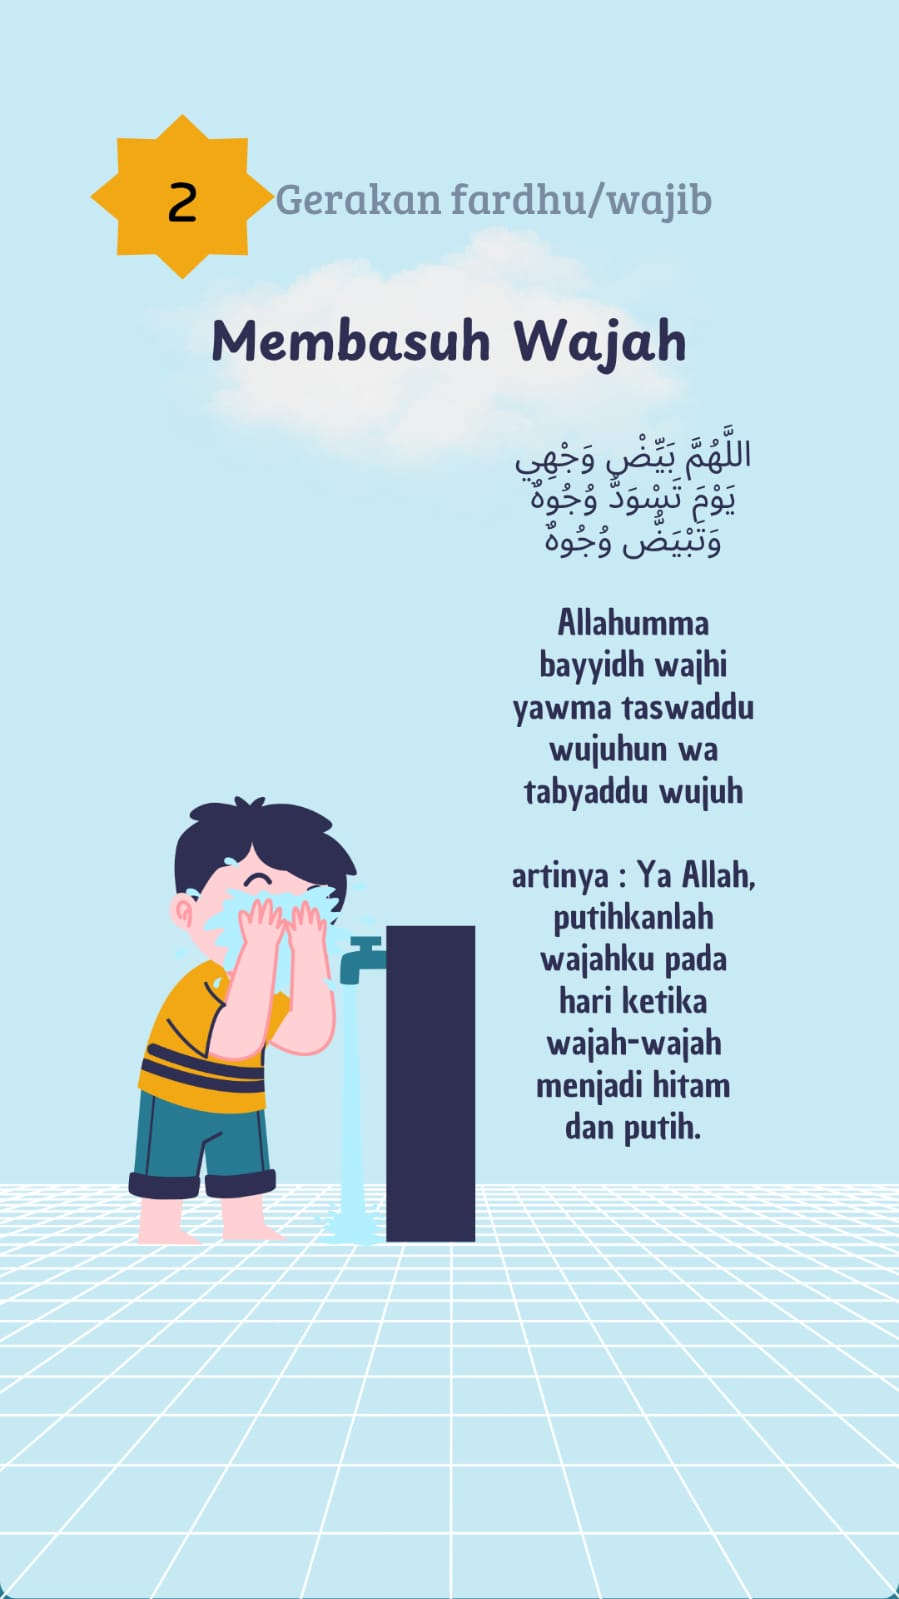 2
Gerakan fardhu/wajib
Membasuh Wajah
اللَّهُمَّ بَيِّضْ وَجْهِي
يَوْمَ تَسْوَدُّ وُجُوهٌ
وَتَبْيَضُّ وُجُوهٌ
Allahumma
bayyidh wajhi
yawma taswaddu
wujuhun wa
tabyaddu wujuh
artinya : Ya Allah,
putihkanlah
wajahku pada
hari ketika
wajah-wajah
menjadi hitam
dan putih.